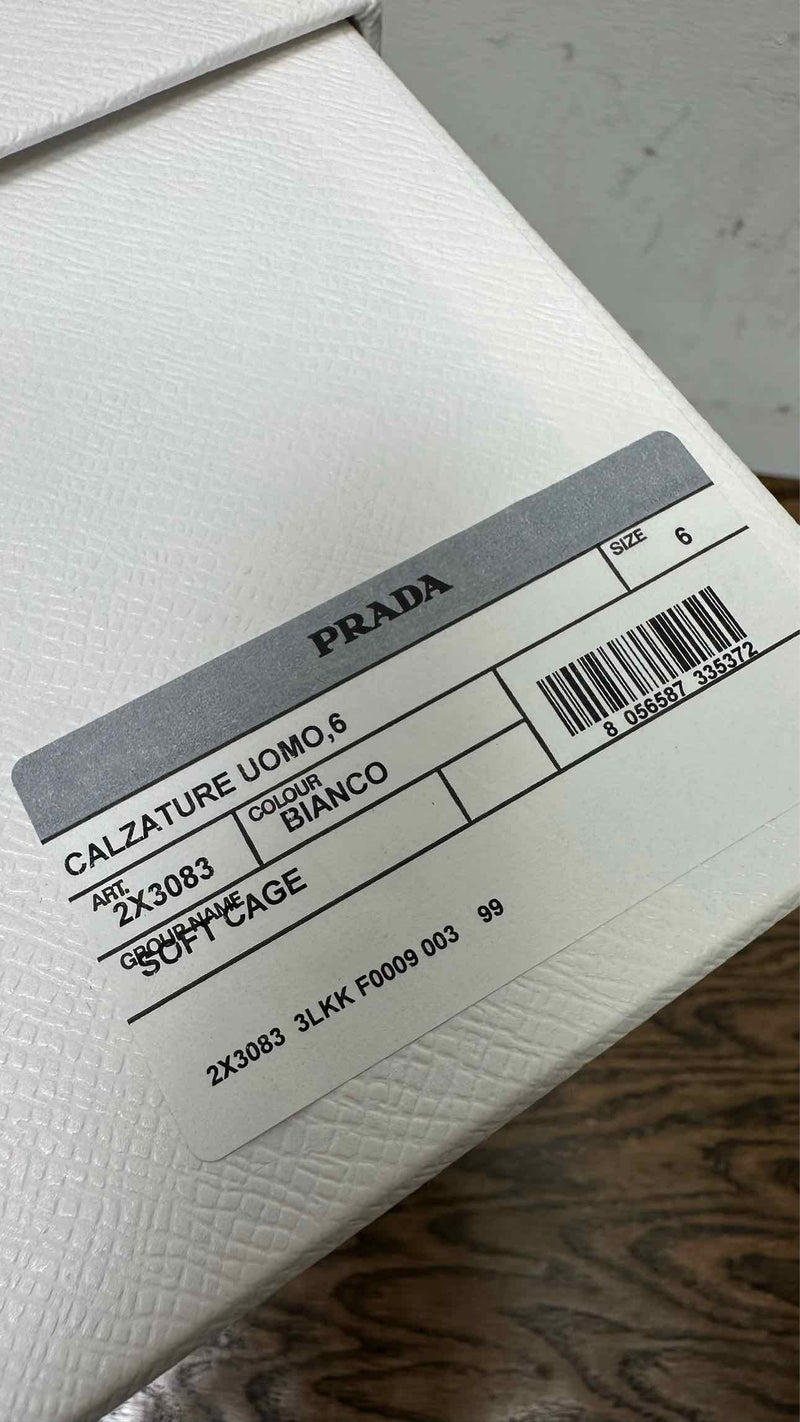 PRADA
CALZATURE UOMO,6
SIZE 6
ART. 2X3083
COLOUR BIANCO
8 056587 335372
GROUP NAME
SOFT CAGE
2X3083 3LKK F0009 003 99